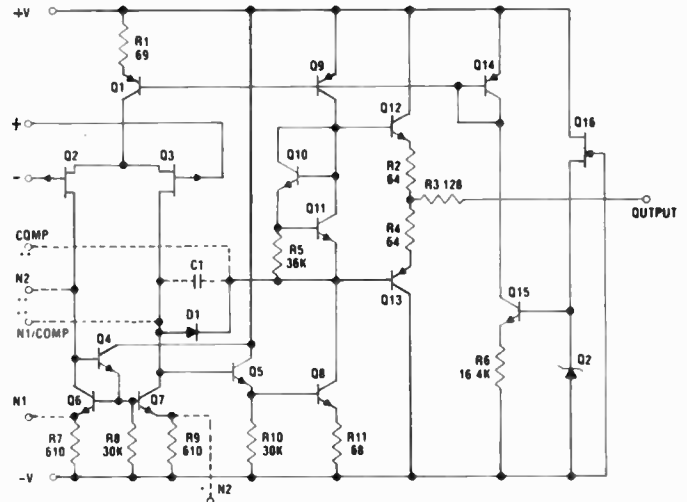 +V
R1
69
Q1
Q9
Q14
Q16
+
Q12
-
Q2
Q3
Q10
R2
64
R3 128
OUTPUT
Q11
R4
64
COMP
R5
36K
C1
N2
Q13
Q15
N1/COMP
D1
Q4
Q5
R6
16 4K
Q2
Q6
Q7
Q8
N1
R7
610
R8
30K
R9
610
R10
30K
R11
68
-V
N2